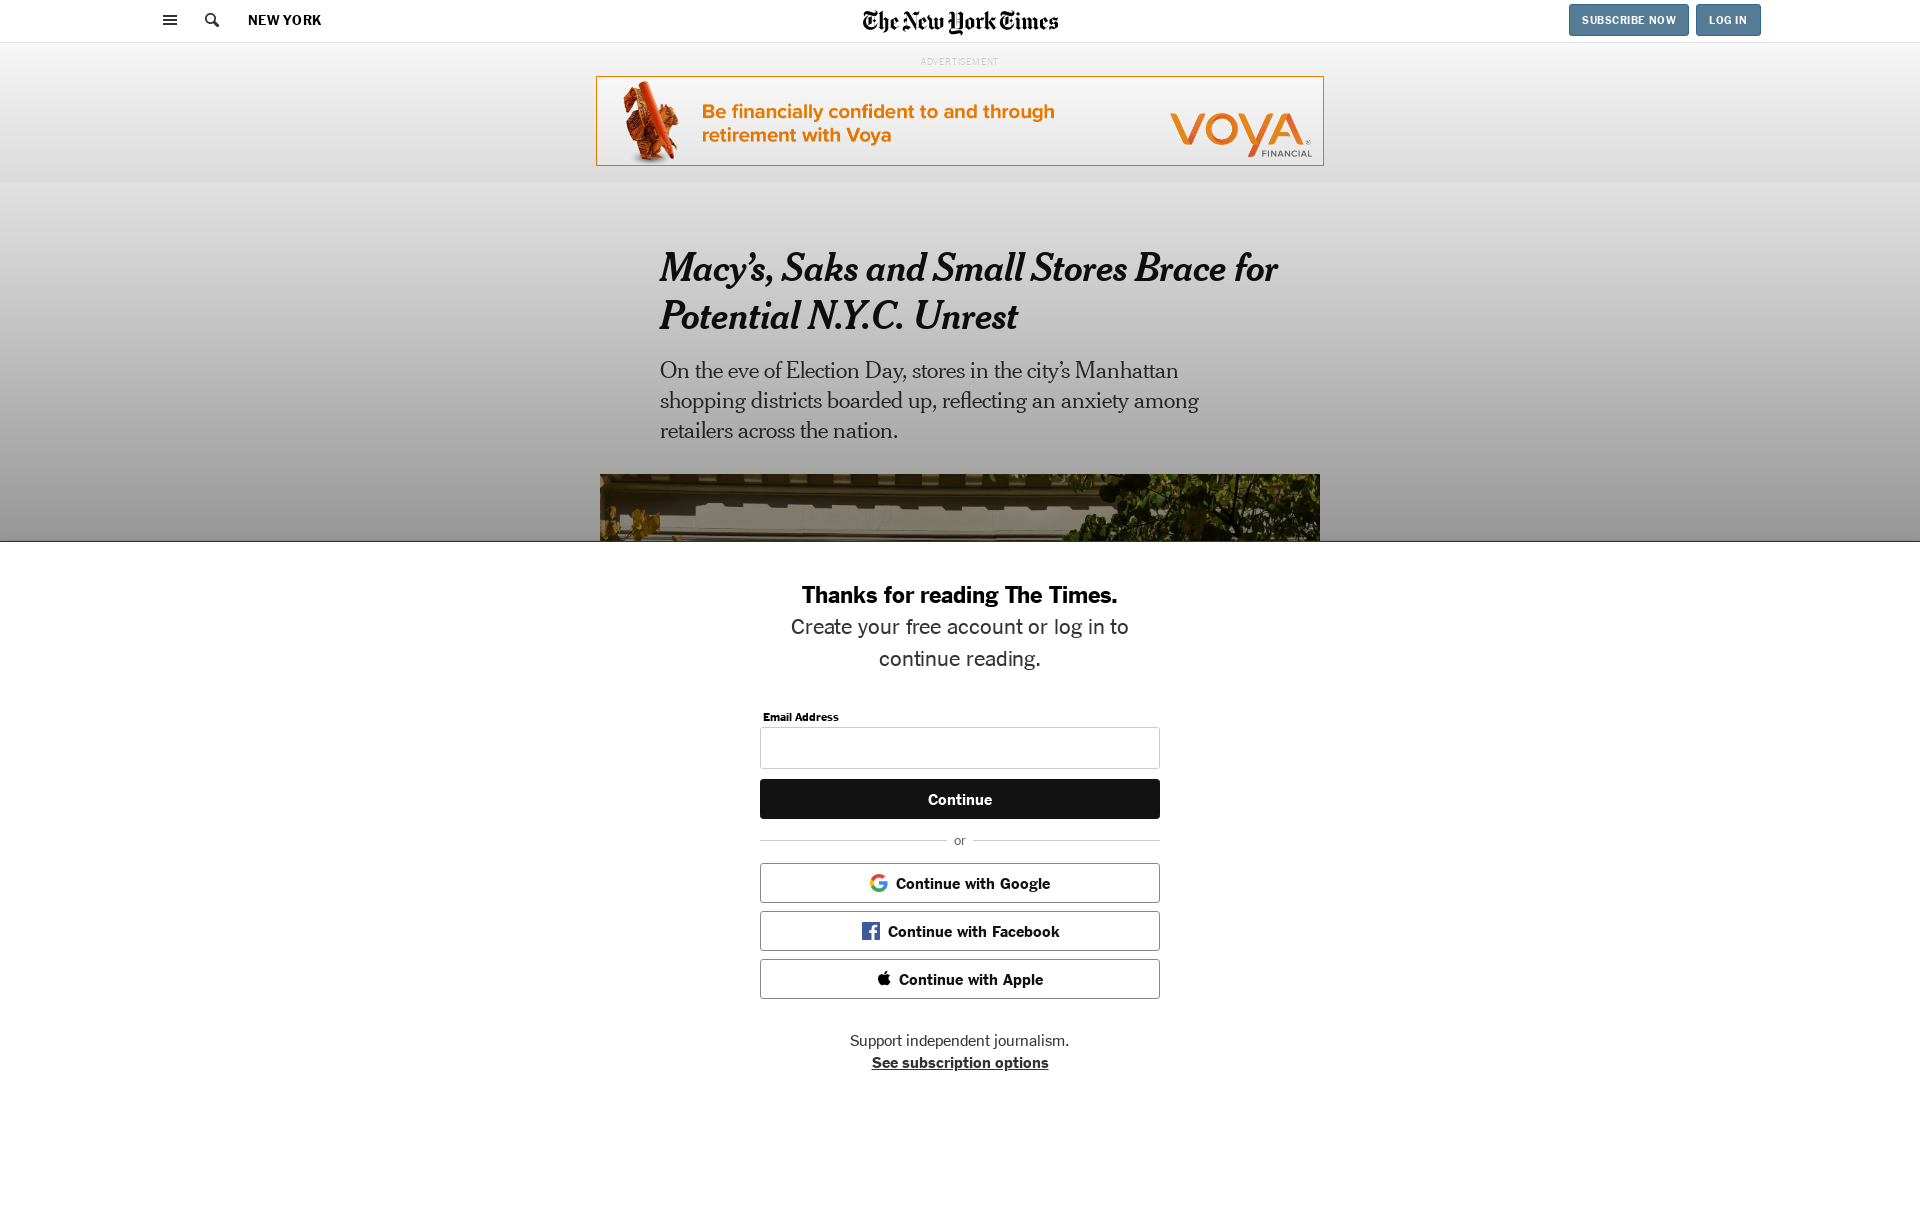 NEW YORK
The New York Times
SUBSCRIBE NOW
LOG IN
ADVERTISEMENT
Be financially confident to and through
retirement with Voya
VOYA®
FINANCIAL
Macy’s, Saks and Small Stores Brace for
Potential N.Y.C. Unrest
On the eve of Election Day, stores in the city’s Manhattan
shopping districts boarded up, reflecting an anxiety among
retailers across the nation.
Thanks for reading The Times.
Create your free account or log in to
continue reading.
Email Address
Continue
or
Continue with Google
Continue with Facebook
Continue with Apple
Support independent journalism.
See subscription options